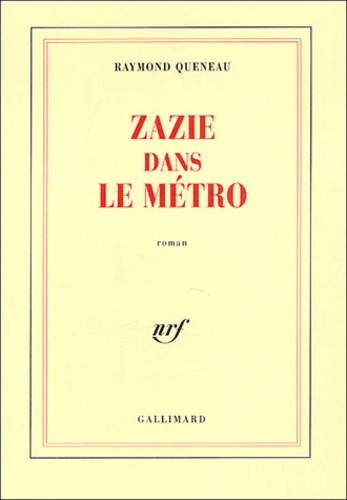 RAYMOND QUENEAU
ZAZIE
DANS
LE MÉTRO
roman
nrf
GALLIMARD